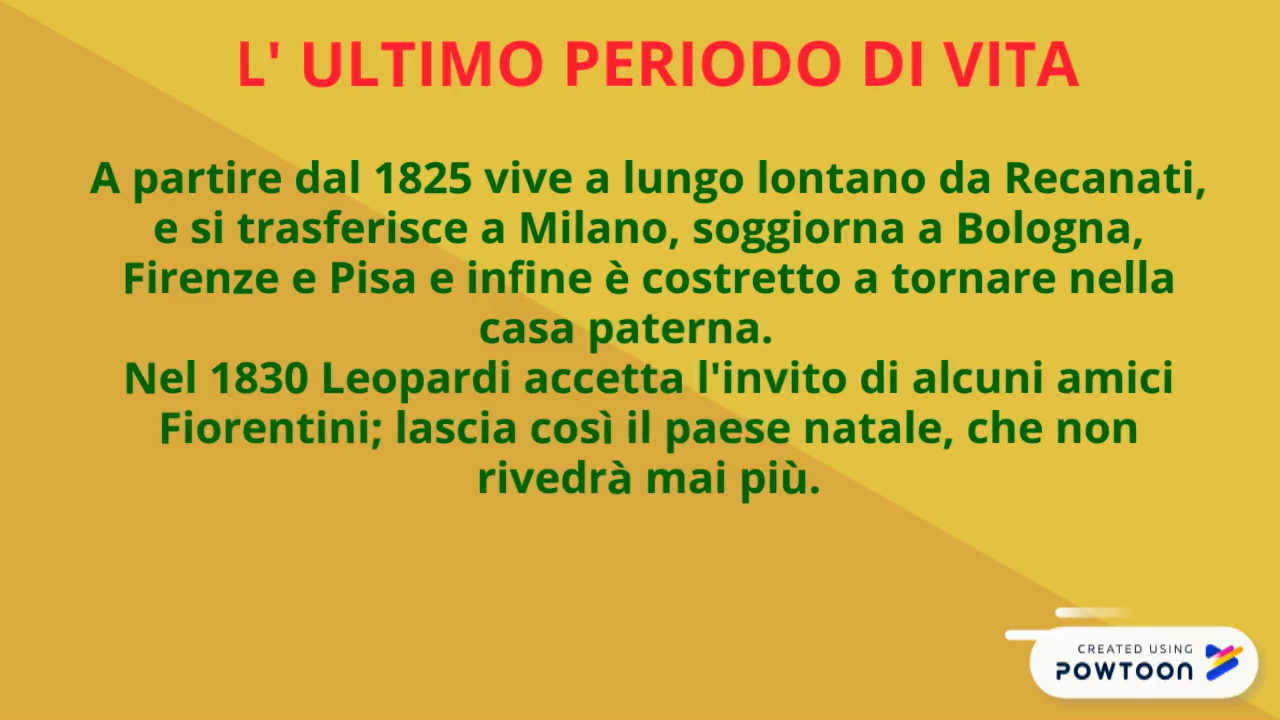 L' ULTIMO PERIODO DI VITA
A partire dal 1825 vive a lungo lontano da Recanati,
e si trasferisce a Milano, soggiorna a Bologna,
Firenze e Pisa e infine è costretto a tornare nella
casa paterna.
Nel 1830 Leopardi accetta l'invito di alcuni amici
Fiorentini; lascia così il paese natale, che non
rivedrà mai più.
CREATED USING
POWTOON